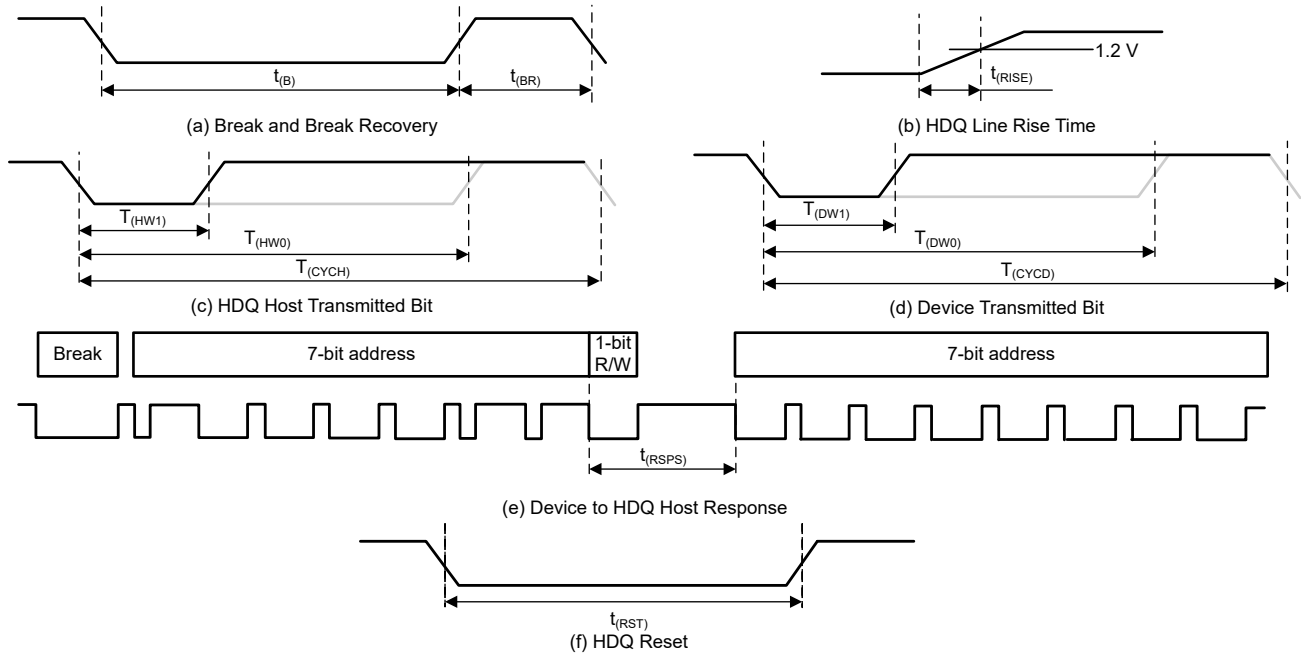 t(B)
t(BR)
(a) Break and Break Recovery
1.2 V
t(RISE)
(b) HDQ Line Rise Time
T(HW1)
T(HW0)
T(CYCH)
(c) HDQ Host Transmitted Bit
T(DW1)
T(DW0)
T(CYCD)
(d) Device Transmitted Bit
Break
7-bit address
1-bit
R/W
7-bit address
t(RSPS)
(e) Device to HDQ Host Response
t(RST)
(f) HDQ Reset